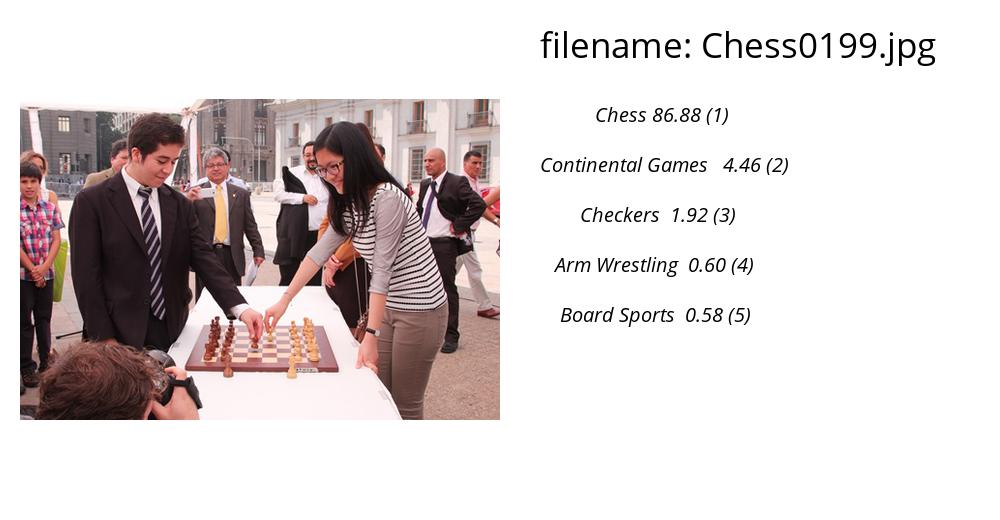 filename: Chess0199.jpg
Chess 86.88 (1)
Continental Games 4.46 (2)
Checkers 1.92 (3)
Arm Wrestling 0.60 (4)
Board Sports 0.58 (5)